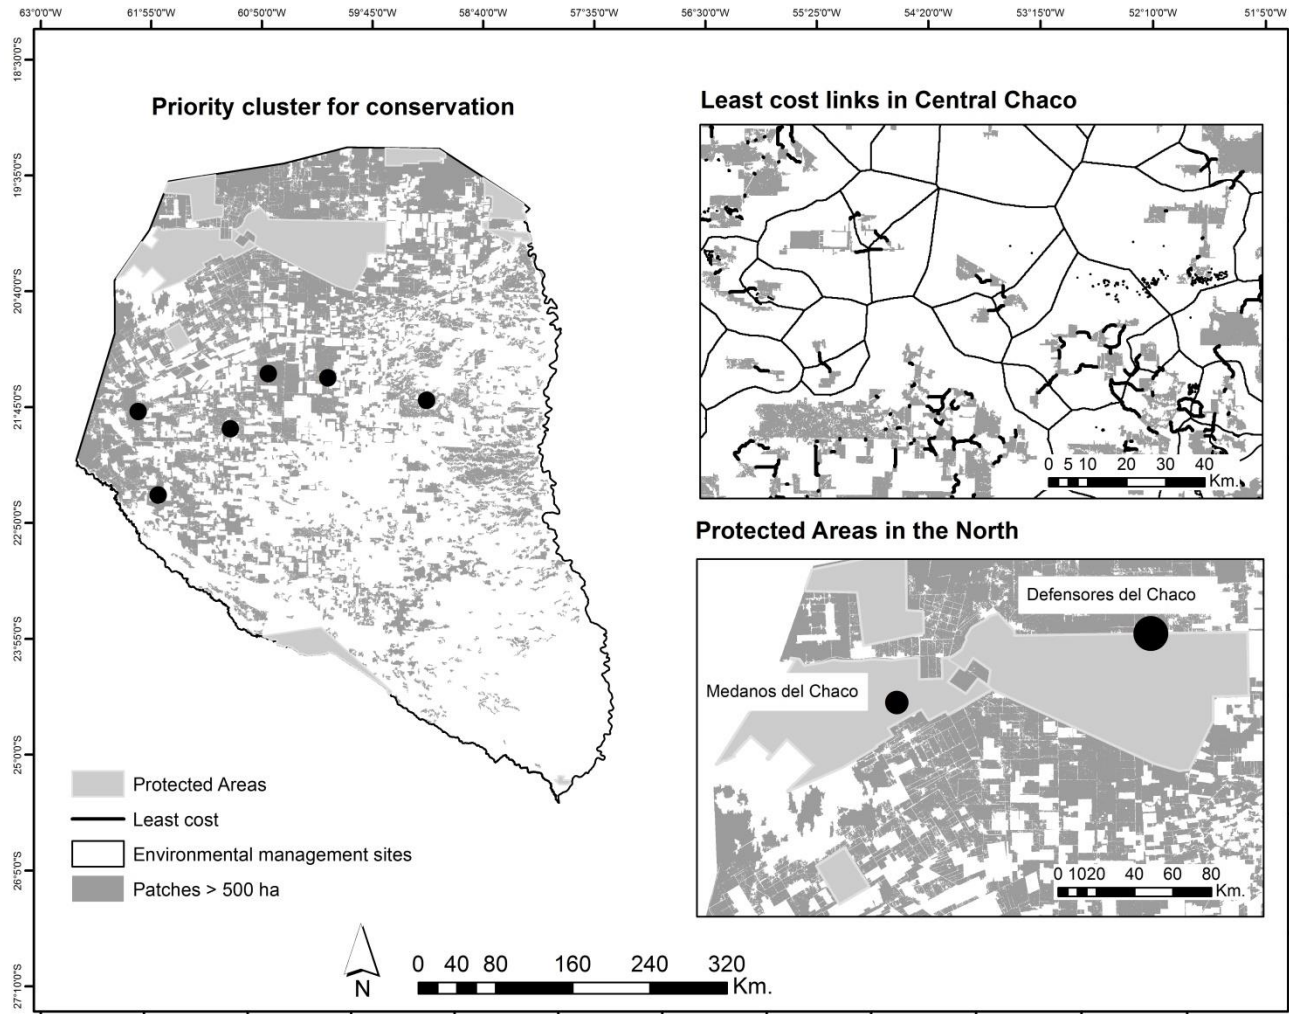 63°0'0"W 61°55'0"W 60°50'0"W 59°45'0"W 58°40'0"W 57°35'0"W 56°30'0"W 55°25'0"W 54°20'0"W 53°15'0"W 52°10'0"W 51°5'0"W
18°30'0"S
19°35'0"S
20°40'0"S
21°45'0"S
22°50'0"S
23°55'0"S
25°0'0"S
26°5'0"S
27°10'0"S
Priority cluster for conservation
Protected Areas
Least cost
Environmental management sites
Patches > 500 ha
N
0 40 80 160 240 320
Km.
Least cost links in Central Chaco
0 5 10 20 30 40
Km.
Protected Areas in the North
Defensores del Chaco
Medanos del Chaco
0 10 20 40 60 80
Km.